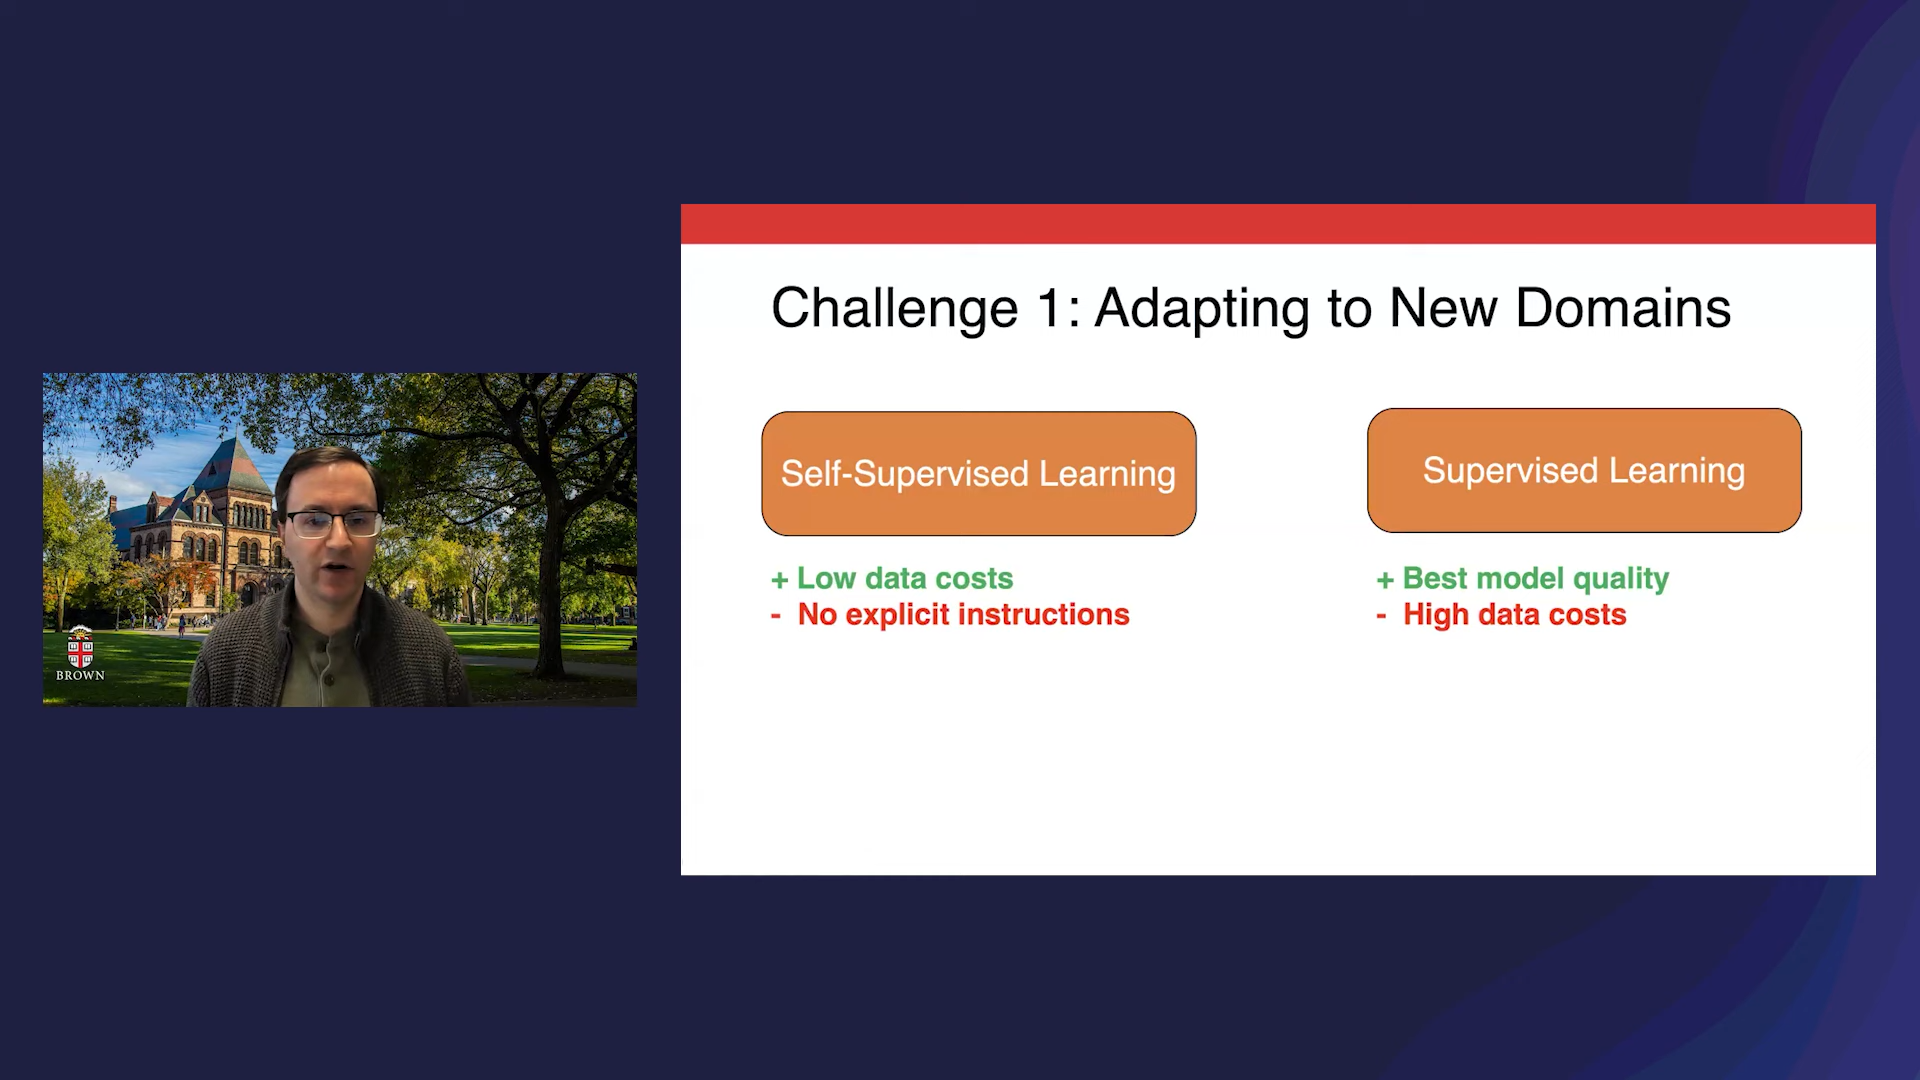 Challenge 1: Adapting to New Domains
Self-Supervised Learning
Supervised Learning
+ Low data costs
- No explicit instructions
+ Best model quality
- High data costs
BROWN